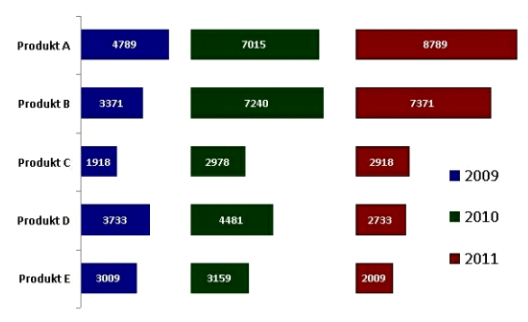 Produkt A 4789 7015 8789
Produkt B 3371 7240 7371
Produkt C 1918 2978 2918
2009
Produkt D 3733 4481 2733
2010
2011
Produkt E 3009 3159 2009